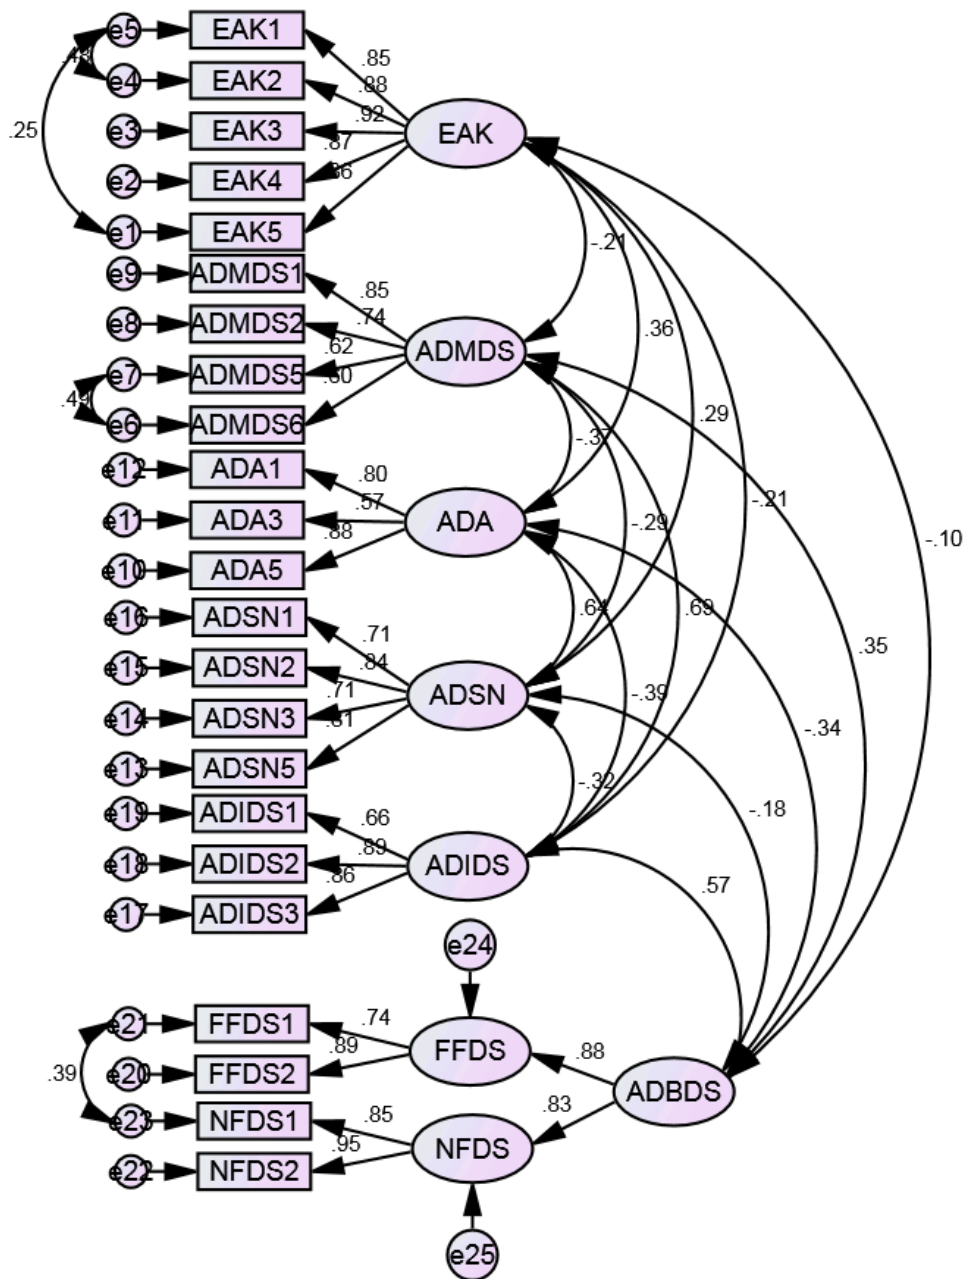 e5 EAK1
.85
.48
e4 EAK2
.88
.92
e3 EAK3
EAK
.25
.87
e2 EAK4
.86
e1 EAK5
-.21
e9 ADMDS1
.85
e8 ADMDS2
.74
.36
.62
ADMDS
e7 ADMDS5
.60
.49
e6 ADMDS6
.29
-.37
e12 ADA1
.80
.57
-.21
e11 ADA3
ADA
-.29
.88
-.10
e10 ADA5
e16 ADSN1
.64
.69
.71
.35
e15 ADSN2
.84
.71
ADSN
-.39
e14 ADSN3
.81
-.34
e13 ADSN5
-.32
e19 ADIDS1
.66
-.18
.89
e18 ADIDS2
ADIDS
.86
.57
e17 ADIDS3
e24
e21 FFDS1
.74
.89
FFDS
.88
.39
e20 FFDS2
ADBDS
e23 NFDS1
.85
.83
.95
NFDS
e22 NFDS2
e25